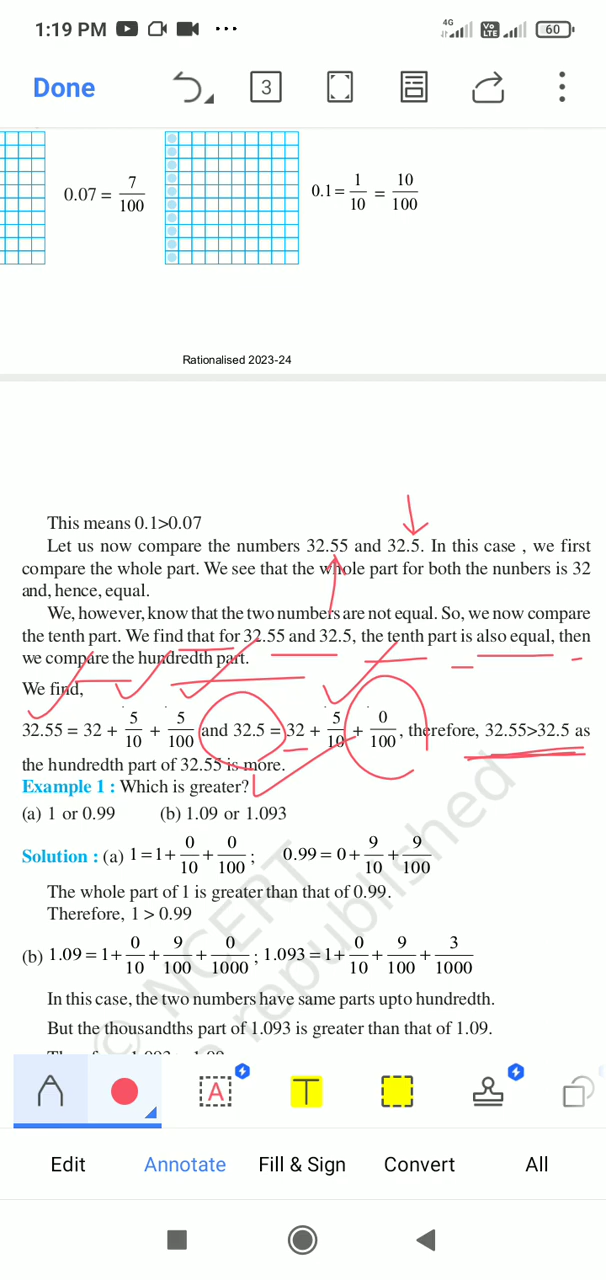 1:19 PM
4G
Vo LTE
60
Done
3
0.07 = 7/100
0.1 = 1/10 = 10/100
Rationalised 2023-24
This means 0.1>0.07
Let us now compare the numbers 32.55 and 32.5. In this case , we first
compare the whole part. We see that the whole part for both the nunbers is 32
and, hence, equal.
We, however, know that the two numbers are not equal. So, we now compare
the tenth part. We find that for 32.55 and 32.5, the tenth part is also equal, then
we compare the hundredth part.
We find,
32.55 = 32 + 5/10 + 5/100 and 32.5 = 32 + 5/10 + 0/100, therefore, 32.55>32.5 as
the hundredth part of 32.55 is more.
Example 1 : Which is greater?
(a) 1 or 0.99 (b) 1.09 or 1.093
Solution : (a) 1 = 1 + 0/10 + 0/100 ; 0.99 = 0 + 9/10 + 9/100
The whole part of 1 is greater than that of 0.99.
Therefore, 1 > 0.99
(b) 1.09 = 1 + 0/10 + 9/100 + 0/1000 ; 1.093 = 1 + 0/10 + 9/100 + 3/1000
In this case, the two numbers have same parts upto hundredth.
But the thousandths part of 1.093 is greater than that of 1.09.
© NCERT
republished
A
T
Edit
Annotate
Fill & Sign
Convert
All